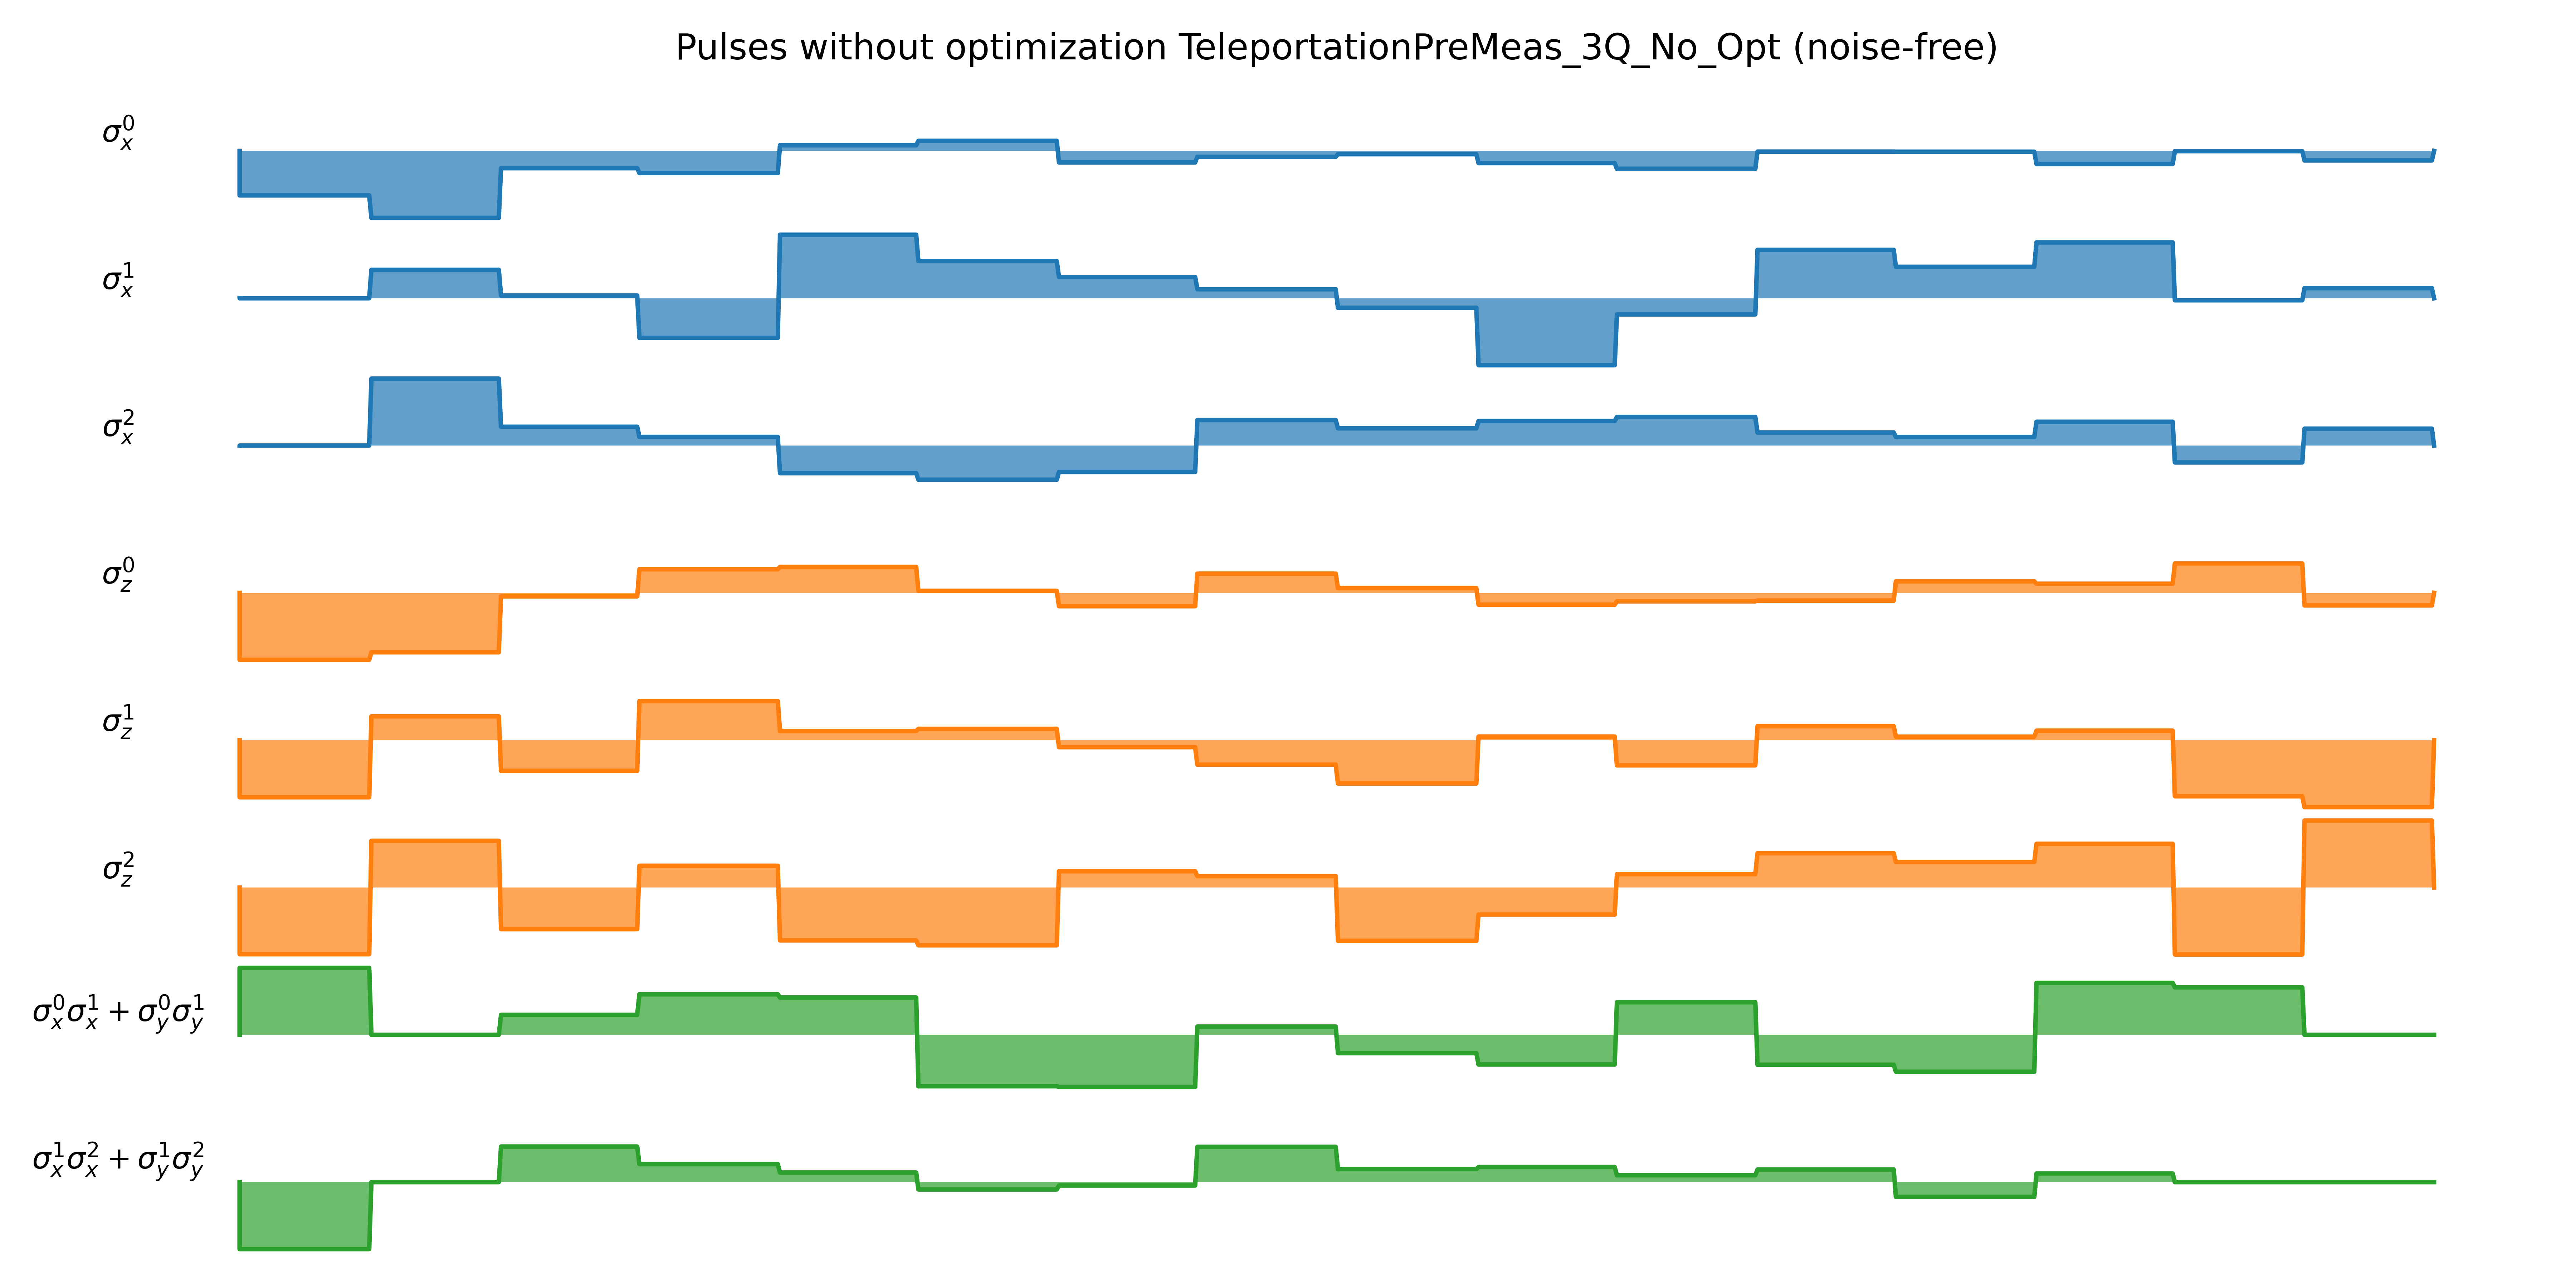 Pulses without optimization TeleportationPreMeas_3Q_No_Opt (noise-free)
σ_x^0
σ_x^1
σ_x^2
σ_z^0
σ_z^1
σ_z^2
σ_x^0σ_x^1 + σ_y^0σ_y^1
σ_x^1σ_x^2 + σ_y^1σ_y^2